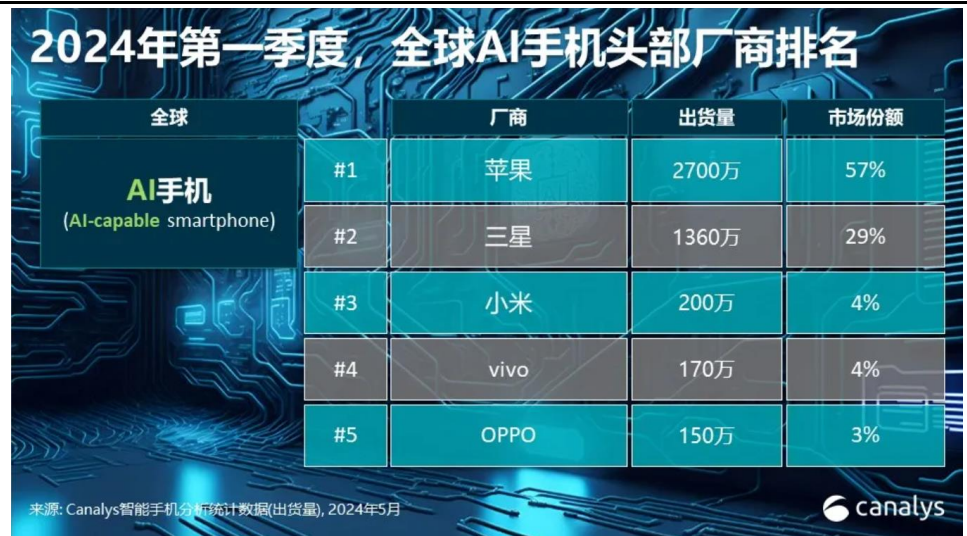 2024年第一季度，全球AI手机头部厂商排名
全球 厂商 出货量 市场份额
AI手机
(AI-capable smartphone)
#1 苹果 2700万 57%
#2 三星 1360万 29%
#3 小米 200万 4%
#4 vivo 170万 4%
#5 OPPO 150万 3%
来源: Canalys智能手机分析统计数据(出货量), 2024年5月
canalys